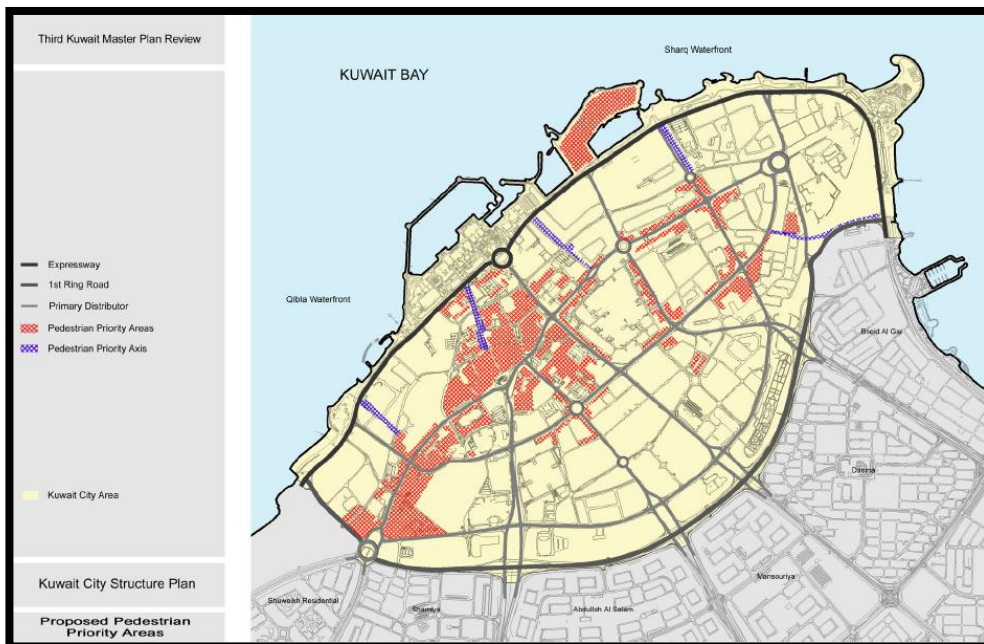 Third Kuwait Master Plan Review
Expressway
1st Ring Road
Primary Distributor
Pedestrian Priority Areas
Pedestrian Priority Axis
Kuwait City Area
Kuwait City Structure Plan
Proposed Pedestrian
Priority Areas
Sharq Waterfront
KUWAIT BAY
Qibla Waterfront
Bneid Al Gar
Dasma
Mansouriya
Abdullah Al Salem
Shamiya
Shuweikh Residential